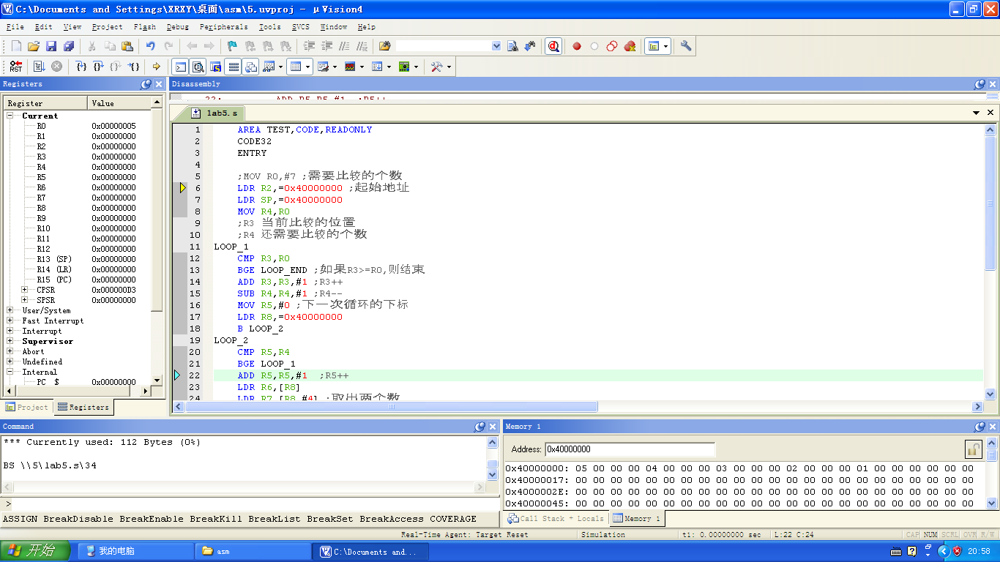 C:\Documents and Settings\XRXY\桌面\asm\5.uvproj - μVision4
File Edit View Project Flash Debug Peripherals Tools SVCS Window Help
RST
Registers
Register Value
Current
R0 0x00000005
R1 0x00000000
R2 0x00000000
R3 0x00000000
R4 0x00000000
R5 0x00000000
R6 0x00000000
R7 0x00000000
R8 0x00000000
R9 0x00000000
R10 0x00000000
R11 0x00000000
R12 0x00000000
R13 (SP) 0x00000000
R14 (LR) 0x00000000
R15 (PC) 0x00000000
CPSR 0x000000D3
SPSR 0x00000000
User/System
Fast Interrupt
Interrupt
Supervisor
Abort
Undefined
Internal
PC $ 0x00000000
Project Registers
Disassembly
22: ADD R5,R5,#1 ;R5++
lab5.s
1 AREA TEST,CODE,READONLY
2 CODE32
3 ENTRY
4
5 ;MOV R0,#7 ;需要比较的个数
6 LDR R2,=0x40000000 ;起始地址
7 LDR SP,=0x40000000
8 MOV R4,R0
9 ;R3 当前比较的位置
10 ;R4 还需要比较的个数
11 LOOP_1
12 CMP R3,R0
13 BGE LOOP_END ;如果R3>=R0,则结束
14 ADD R3,R3,#1 ;R3++
15 SUB R4,R4,#1 ;R4--
16 MOV R5,#0 ;下一次循环的下标
17 LDR R8,=0x40000000
18 B LOOP_2
19 LOOP_2
20 CMP R5,R4
21 BGE LOOP_1
22 ADD R5,R5,#1 ;R5++
23 LDR R6,[R8]
24 LDR R7,[R8,#4] ;取出两个数
Command
*** Currently used: 112 Bytes (0%)
BS \\5\lab5.s\34
>
ASSIGN BreakDisable BreakEnable BreakKill BreakList BreakSet BreakAccess COVERAGE
Memory 1
Address: 0x40000000
0x40000000: 05 00 00 00 04 00 00 00 03 00 00 00 02 00 00 00 01 00 00 00 00 00 00
0x40000017: 00 00 00 00 00 00 00 00 00 00 00 00 00 00 00 00 00 00 00 00 00 00 00
0x4000002E: 00 00 00 00 00 00 00 00 00 00 00 00 00 00 00 00 00 00 00 00 00 00 00
0x40000045: 00 00 00 00 00 00 00 00 00 00 00 00 00 00 00 00 00 00 00 00 00 00 00
Call Stack + Locals Memory 1
Real-Time Agent: Target Reset Simulation t1: 0.00000000 sec L:22 C:24 CAP NUM SCRL OVR R/W
开始 我的电脑 asm C:\Documents and... 20:58